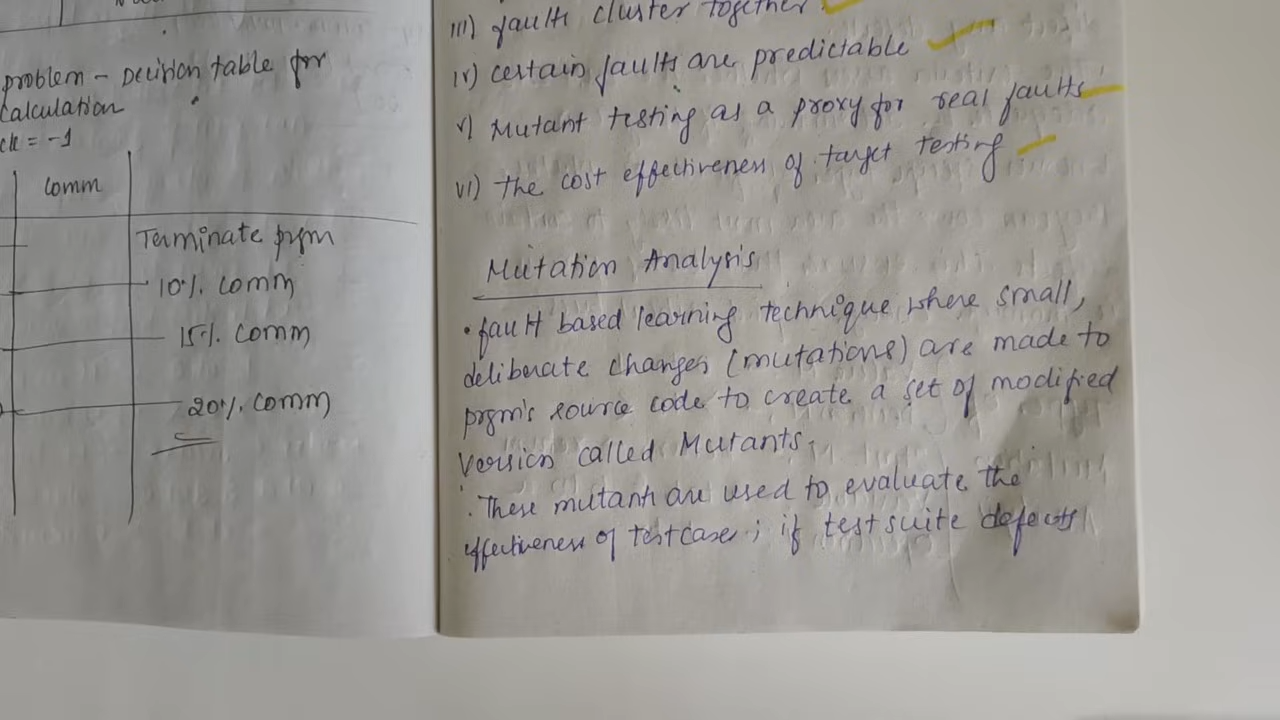 problem - Decision table for
calculation
= -1
comm
Terminate prgm
10% comm
15% comm
20% comm
iii) faults cluster together
iv) certain faults are predictable
v) Mutant testing as a proxy for real faults
vi) the cost effectiveness of target testing
Mutation Analysis
• fault based learning technique where small,
deliberate changes (mutations) are made to
prgm's source code to create a set of modified
version called Mutants.
• These mutant are used to evaluate the
effectiveness of testcase; if testsuite defects